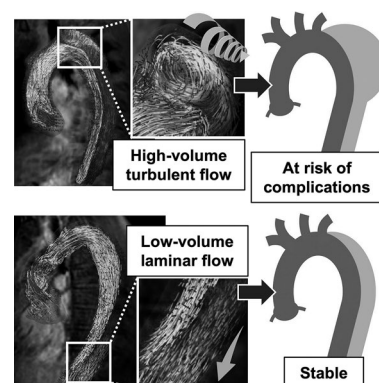 High-volume
turbulent flow
At risk of
complications
Low-volume
laminar flow
Stable